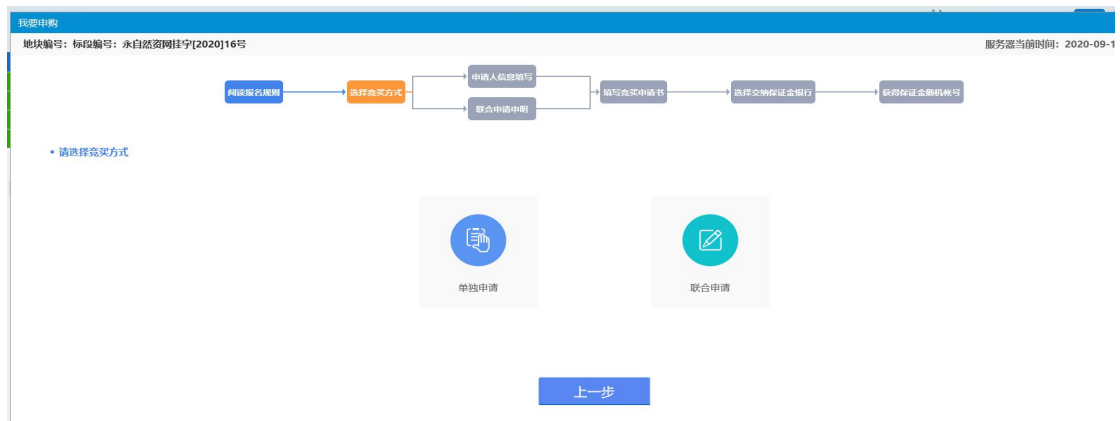 我要申购
地块编号：标段编号：永自然资网挂字[2020]16号 服务器当前时间：2020-09-1
申请人信息填写
阅读报名规则 选择竞买方式 填写竞买申请书 选择交纳保证金银行 获得保证金随机帐号
联合申请申明
• 请选择竞买方式
单独申请 联合申请
上一步